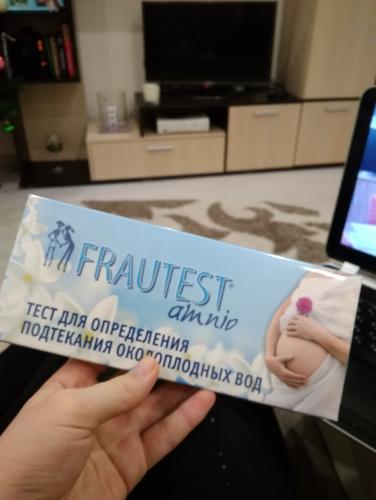 FRAUTEST®
amnio
ТЕСТ ДЛЯ ОПРЕДЕЛЕНИЯ
ПОДТЕКАНИЯ ОКОЛОПЛОДНЫХ ВОД